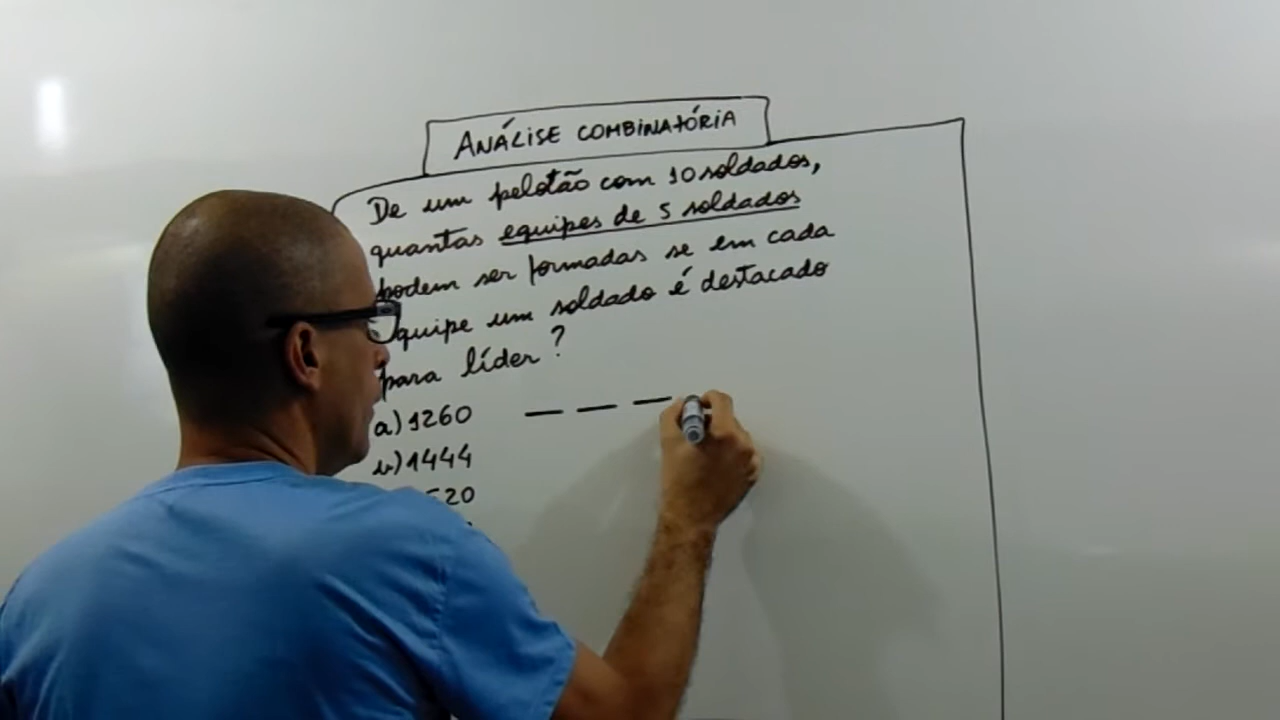 ANÁLISE COMBINATÓRIA
De um pelotão com 10 soldados,
quantas equipes de 5 soldados
podem ser formadas se em cada
quipe um soldado é destacado
para líder?
a) 1260
b) 1444
520